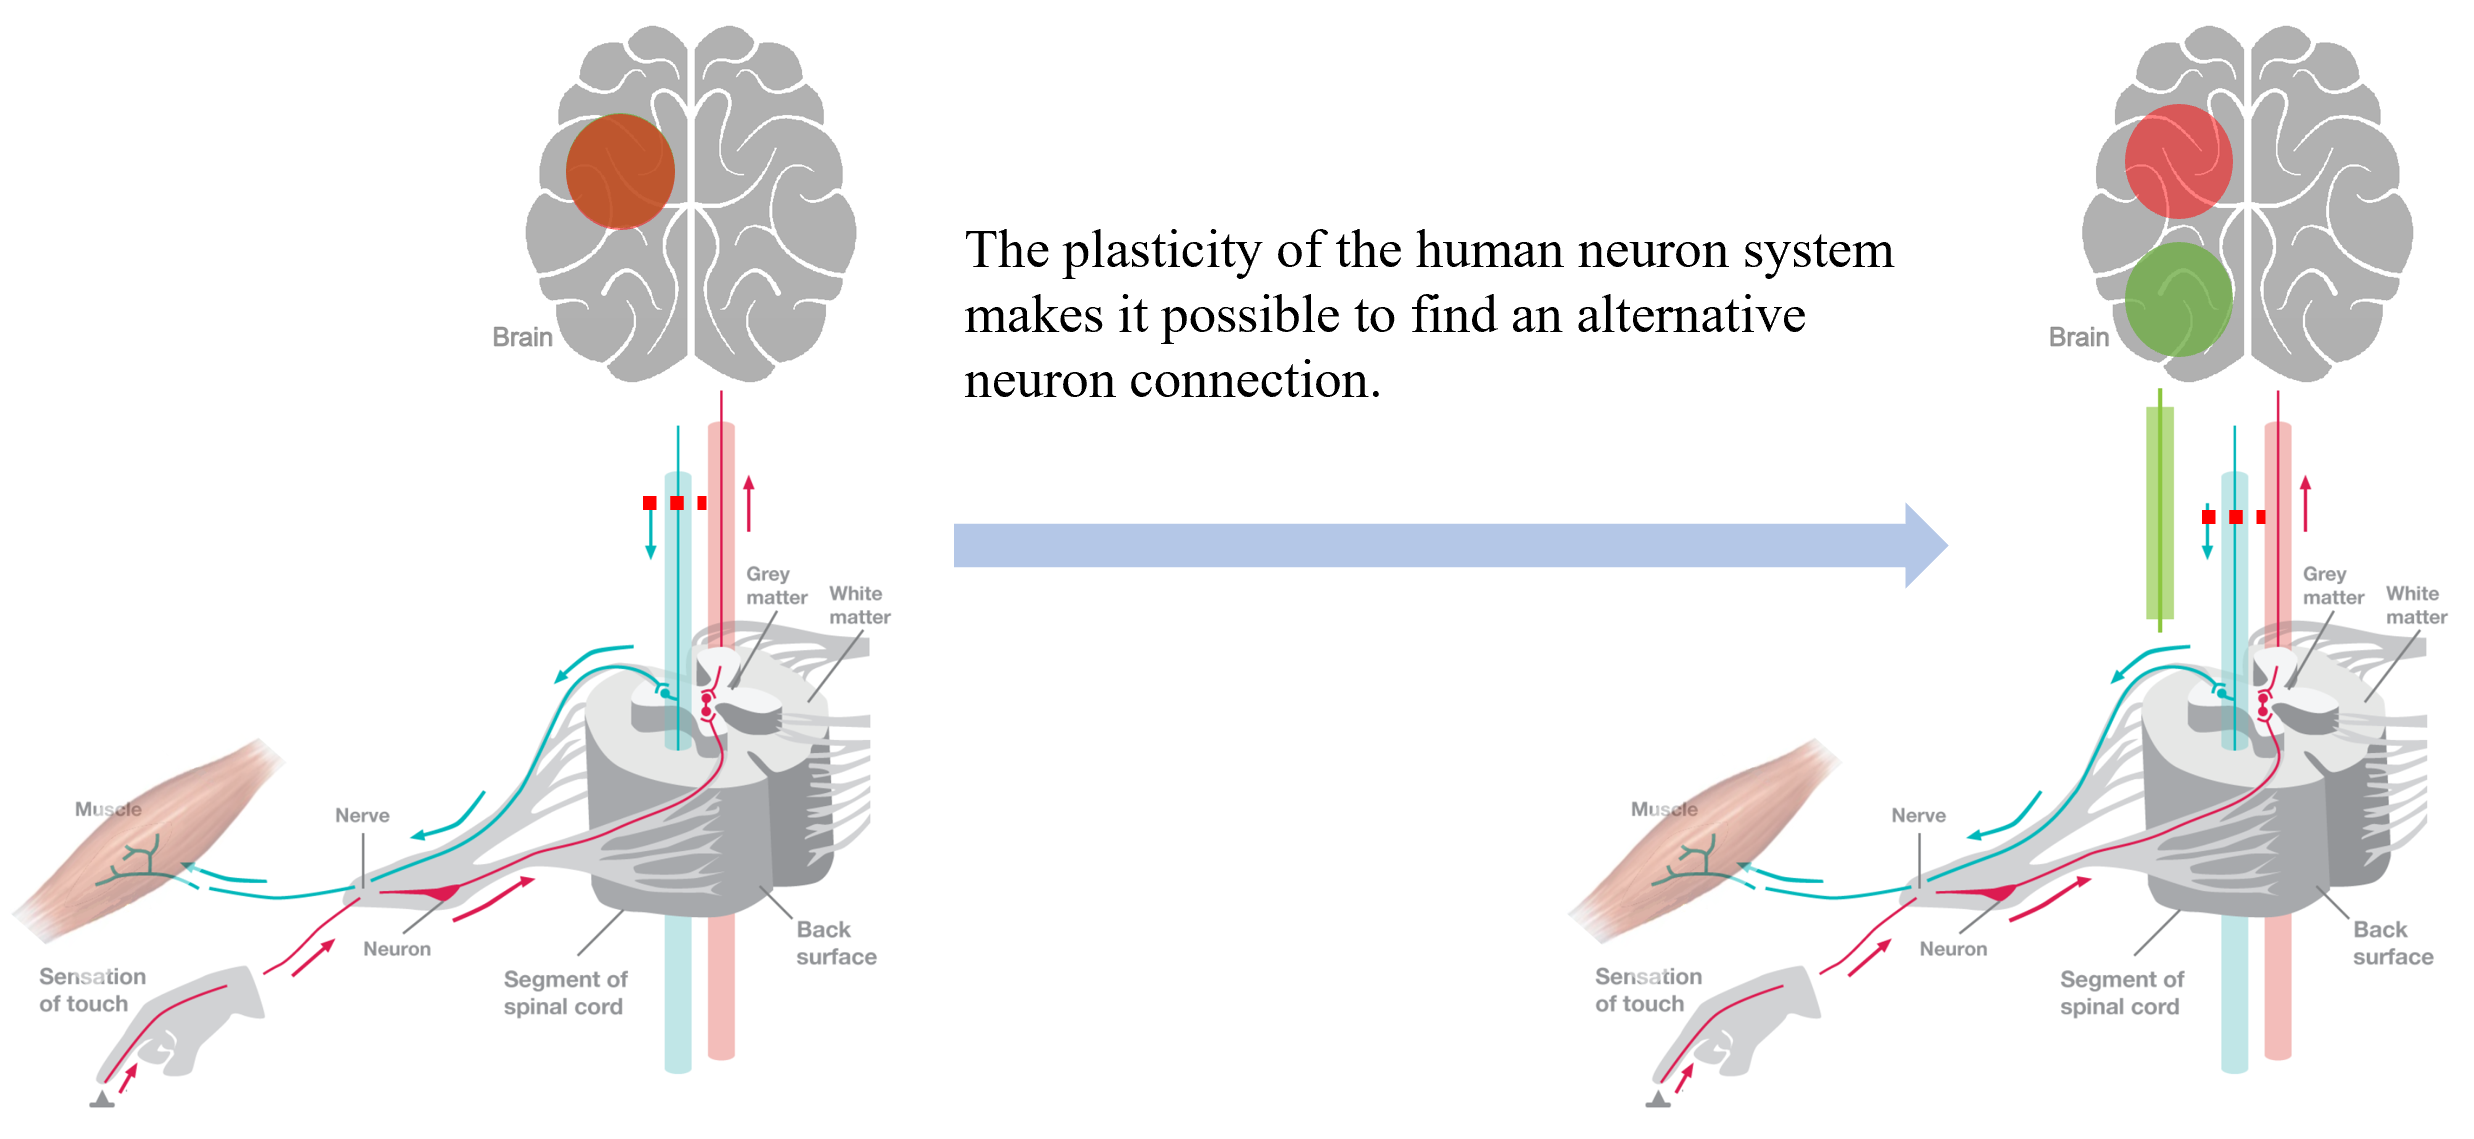 Brain
The plasticity of the human neuron system
makes it possible to find an alternative
neuron connection.
Grey
matter
White
matter
Muscle
Nerve
Neuron
Sensation
of touch
Segment of
spinal cord
Back
surface
Brain
Grey
matter
White
matter
Muscle
Nerve
Neuron
Sensation
of touch
Segment of
spinal cord
Back
surface